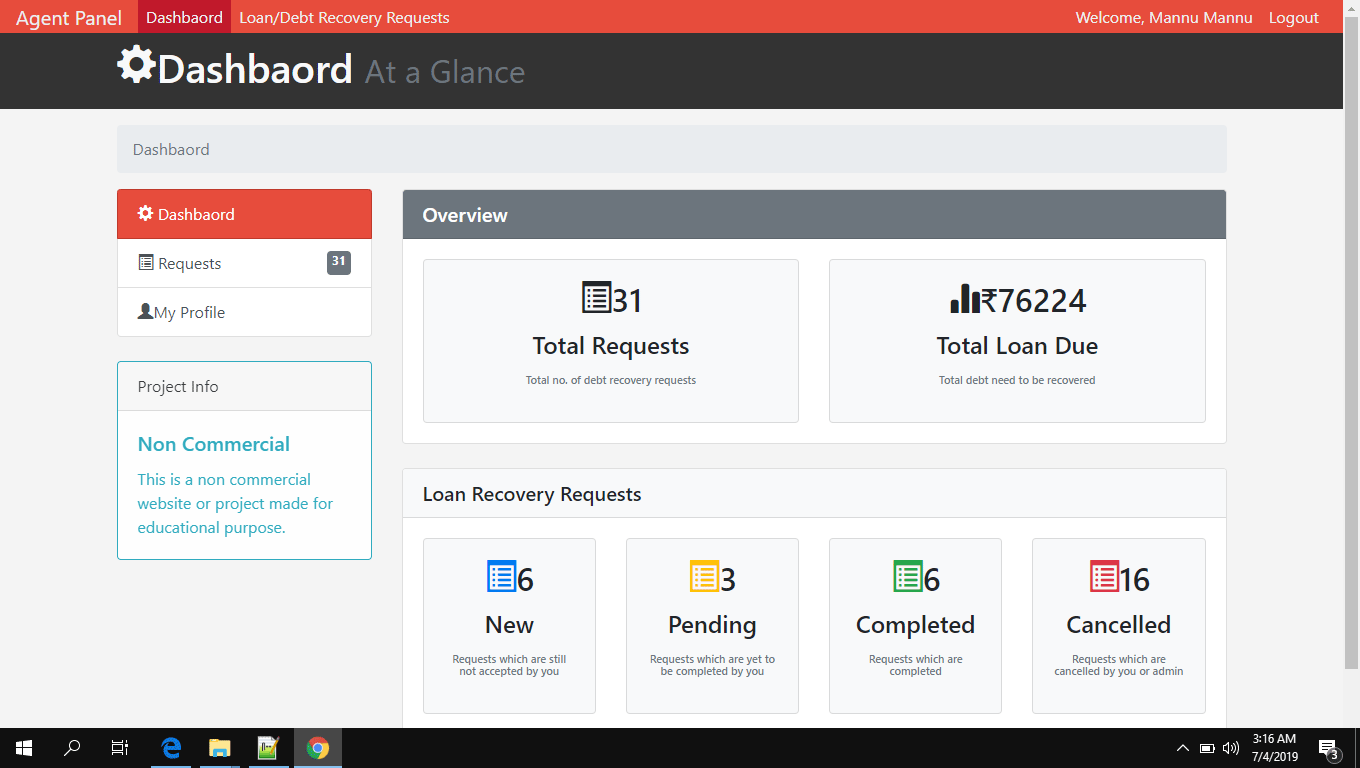 Agent Panel Dashbaord Loan/Debt Recovery Requests Welcome, Mannu Mannu Logout
Dashbaord At a Glance
Dashbaord
Dashbaord
Requests 31
My Profile
Project Info
Non Commercial
This is a non commercial
website or project made for
educational purpose.
Overview
31
Total Requests
Total no. of debt recovery requests
₹76224
Total Loan Due
Total debt need to be recovered
Loan Recovery Requests
6
New
Requests which are still
not accepted by you
3
Pending
Requests which are yet to
be completed by you
6
Completed
Requests which are
completed
16
Cancelled
Requests which are
cancelled by you or admin
3:16 AM
7/4/2019
3